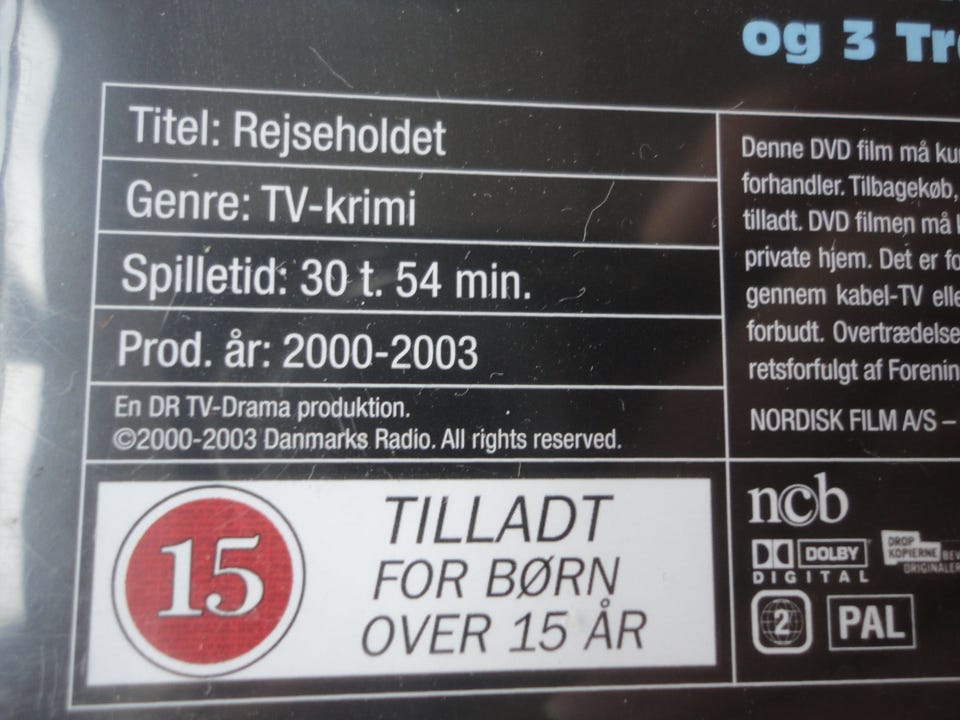 og 3
Titel: Rejseholdet
Genre: TV-krimi
Spilletid: 30 t. 54 min.
Prod. år: 2000-2003
En DR TV-Drama produktion.
©2000-2003 Danmarks Radio. All rights reserved.
15
TILLADT
FOR BØRN
OVER 15 ÅR
Denne DVD film må
forhandler. Tilbagekøb,
tilladt. DVD filmen må
private hjem. Det er
gennem kabel-TV
forbudt. Overtrædelse
retsforfulgt af
NORDISK FILM A/S –
ncb
DOLBY
DIGITAL
DROP
KOPIERNE
ORIGINALER
2
PAL